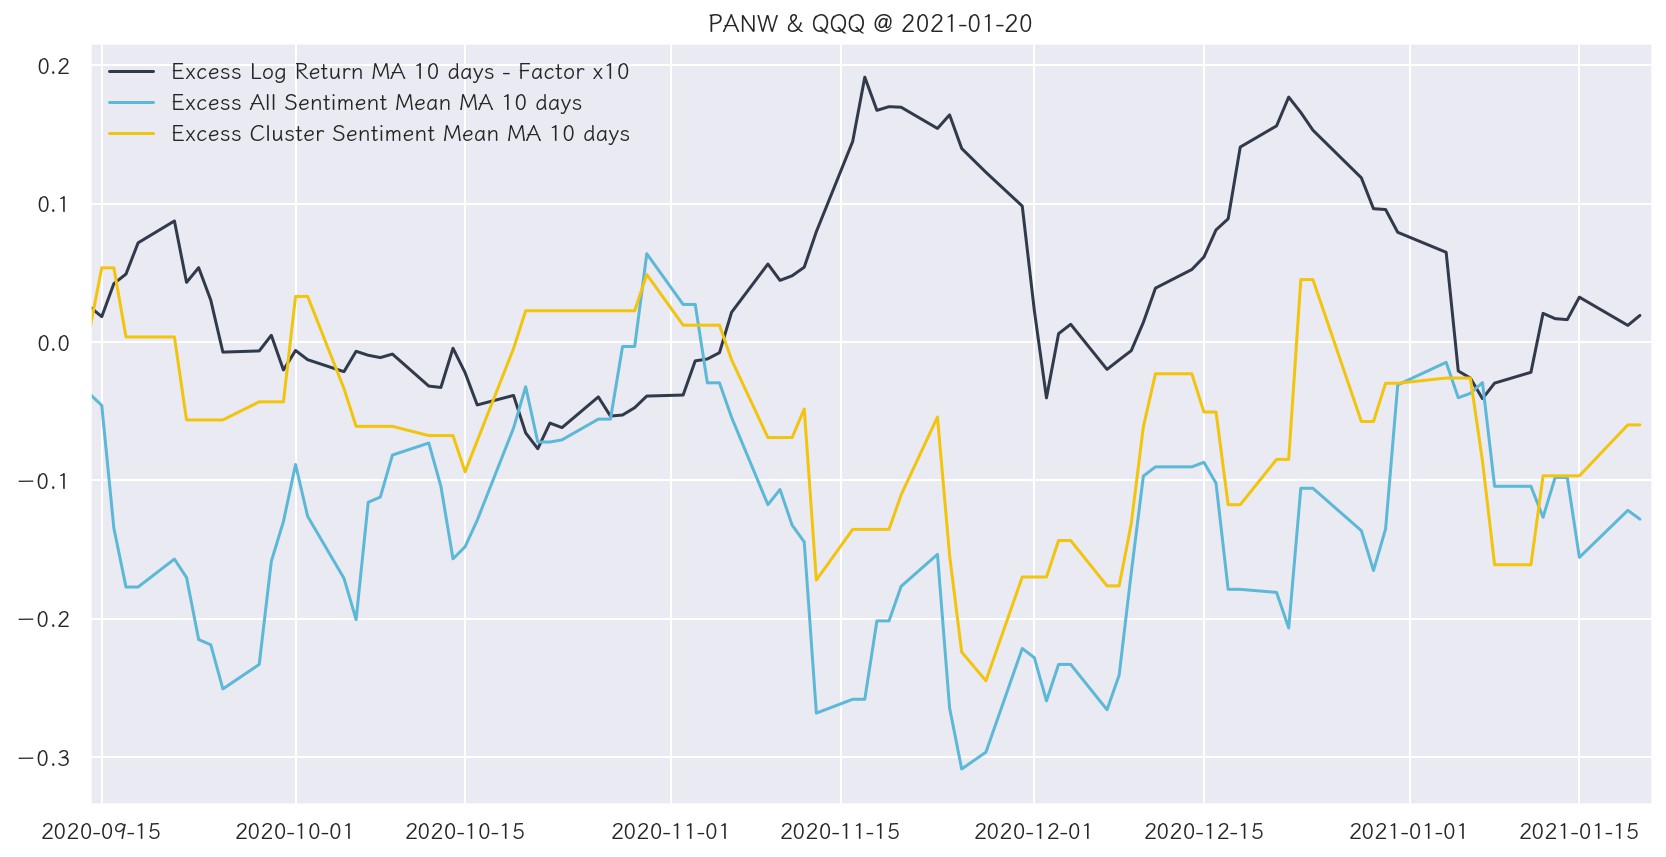 PANW & QQQ @ 2021-01-20
Excess Log Return MA 10 days - Factor x10
Excess All Sentiment Mean MA 10 days
Excess Cluster Sentiment Mean MA 10 days
0.2
0.1
0.0
−0.1
−0.2
−0.3
2020-09-15 2020-10-01 2020-10-15 2020-11-01 2020-11-15 2020-12-01 2020-12-15 2021-01-01 2021-01-15